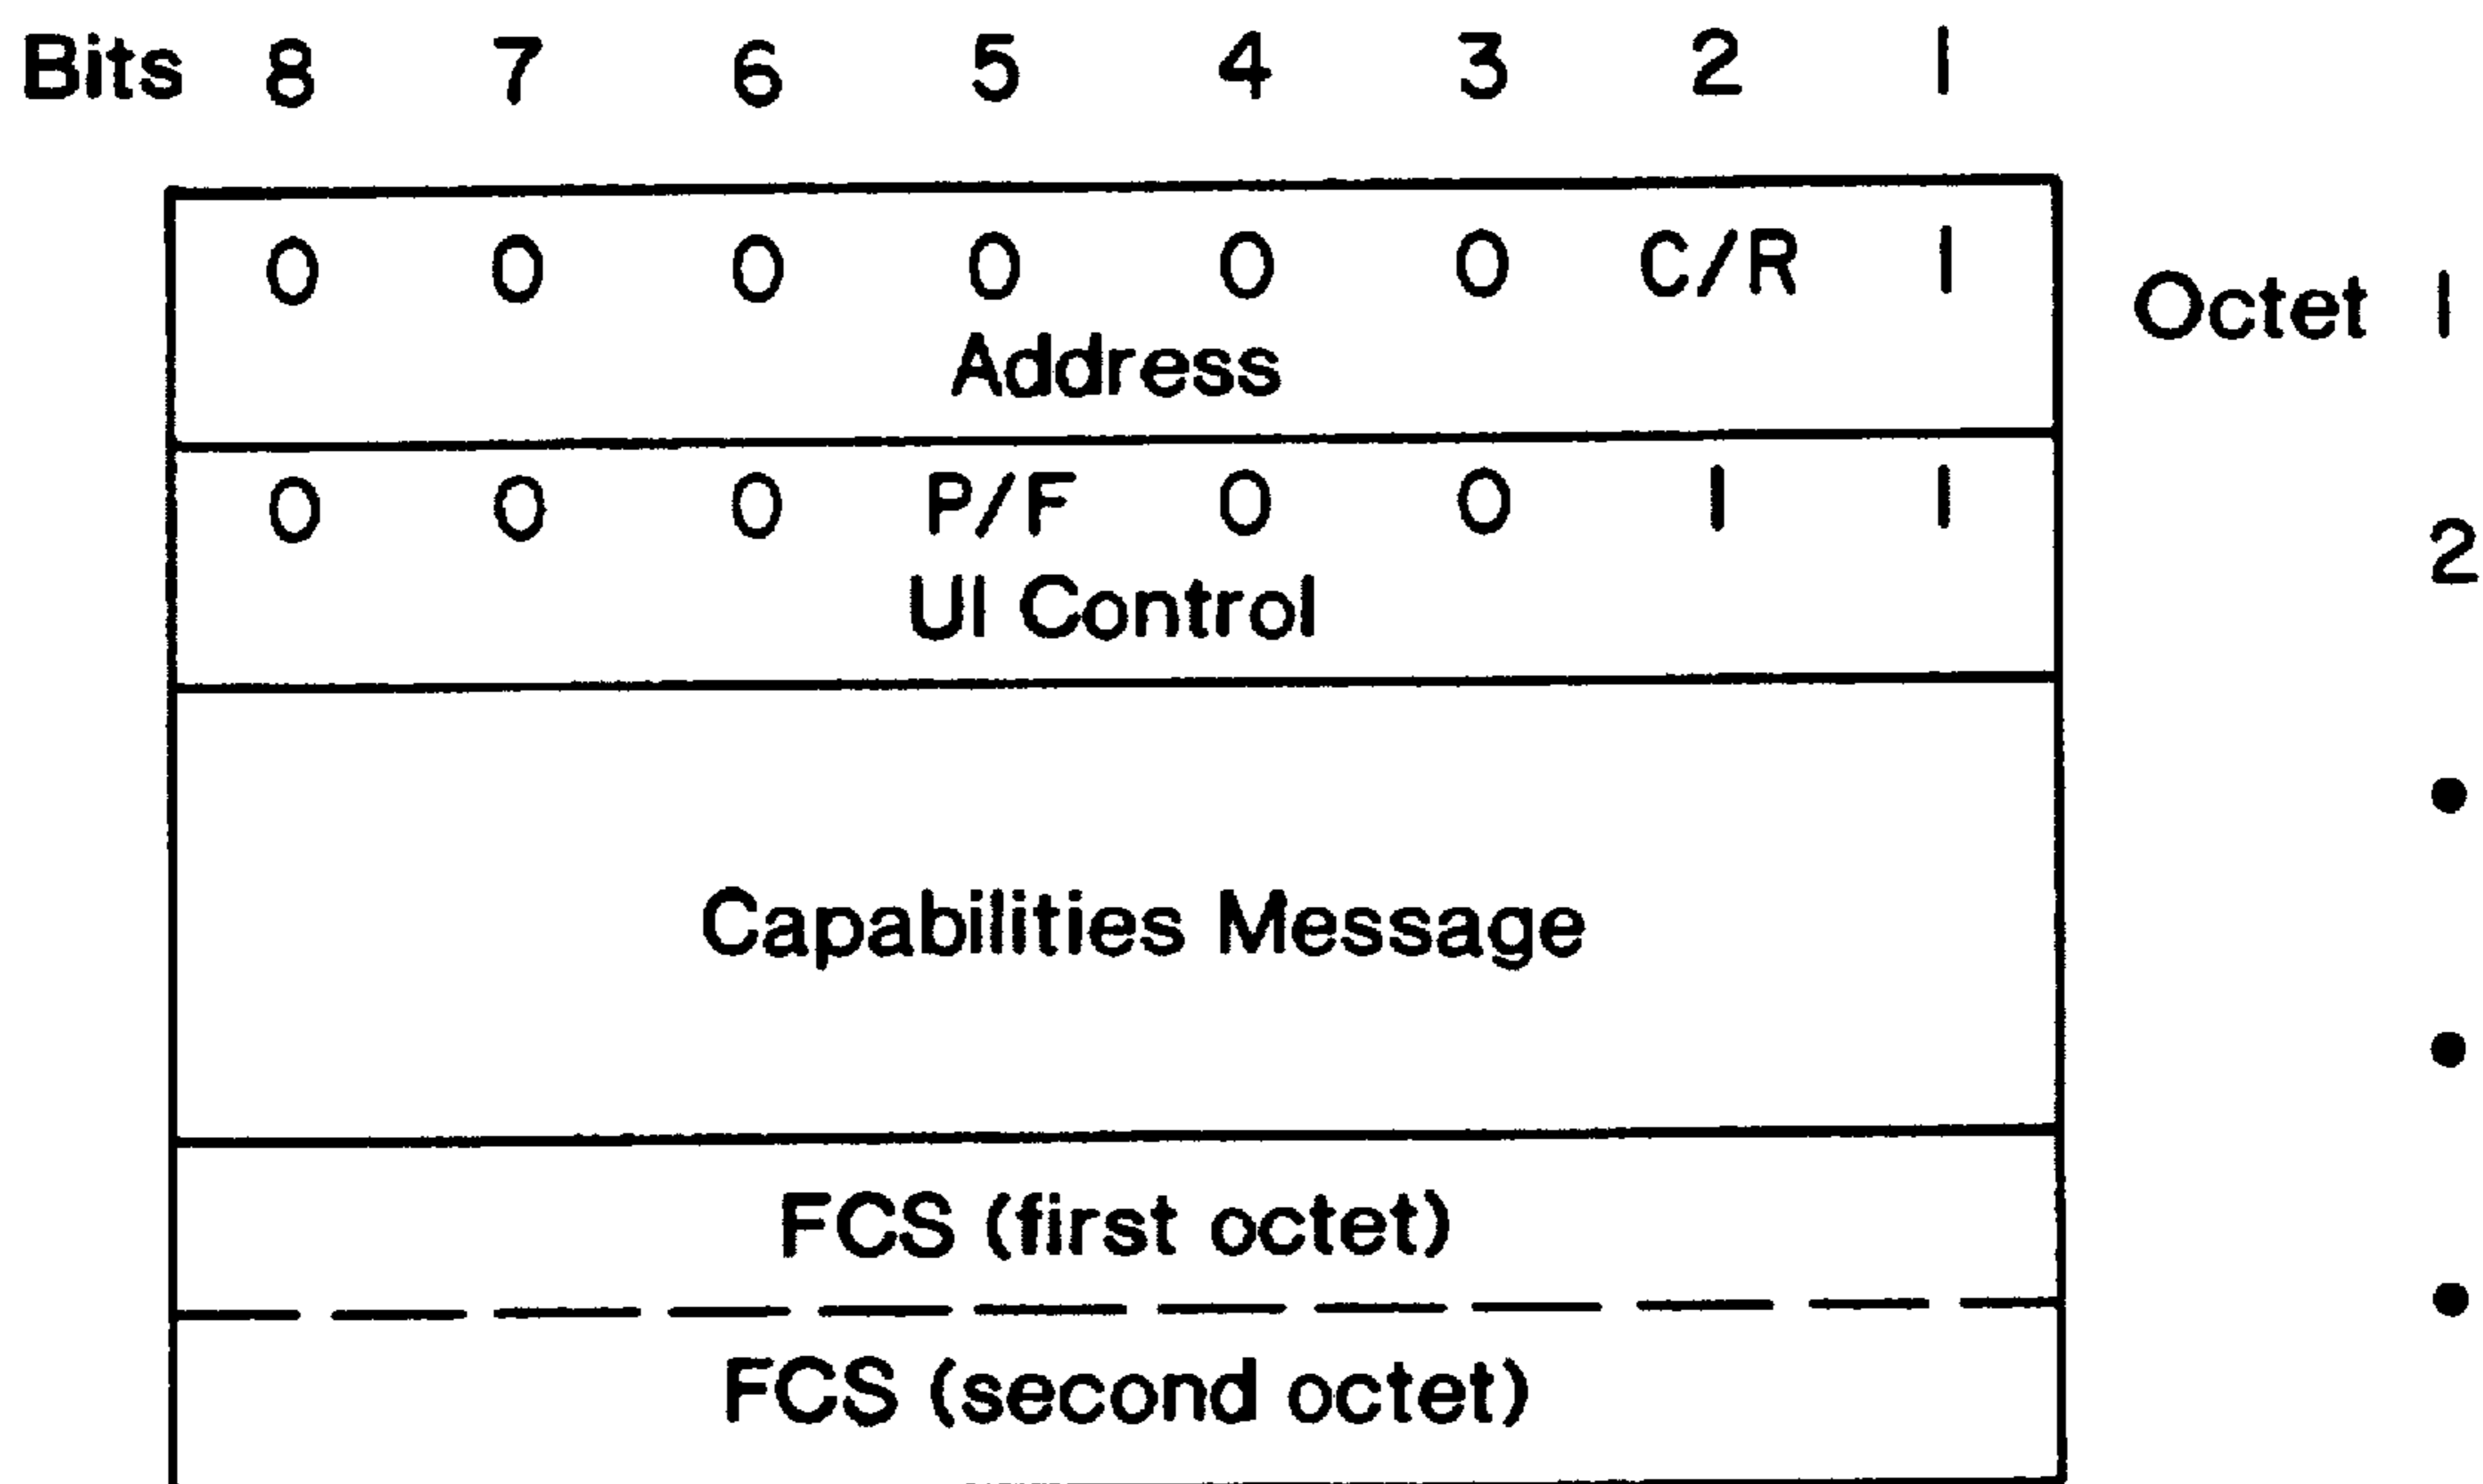 Bits 8 7 6 5 4 3 2 1
0 0 0 0 0 0 C/R 1
Octet 1
Address
0 0 0 P/F 0 0 1 1
2
UI Control
Capabilities Message
FCS (first octet)
FCS (second octet)